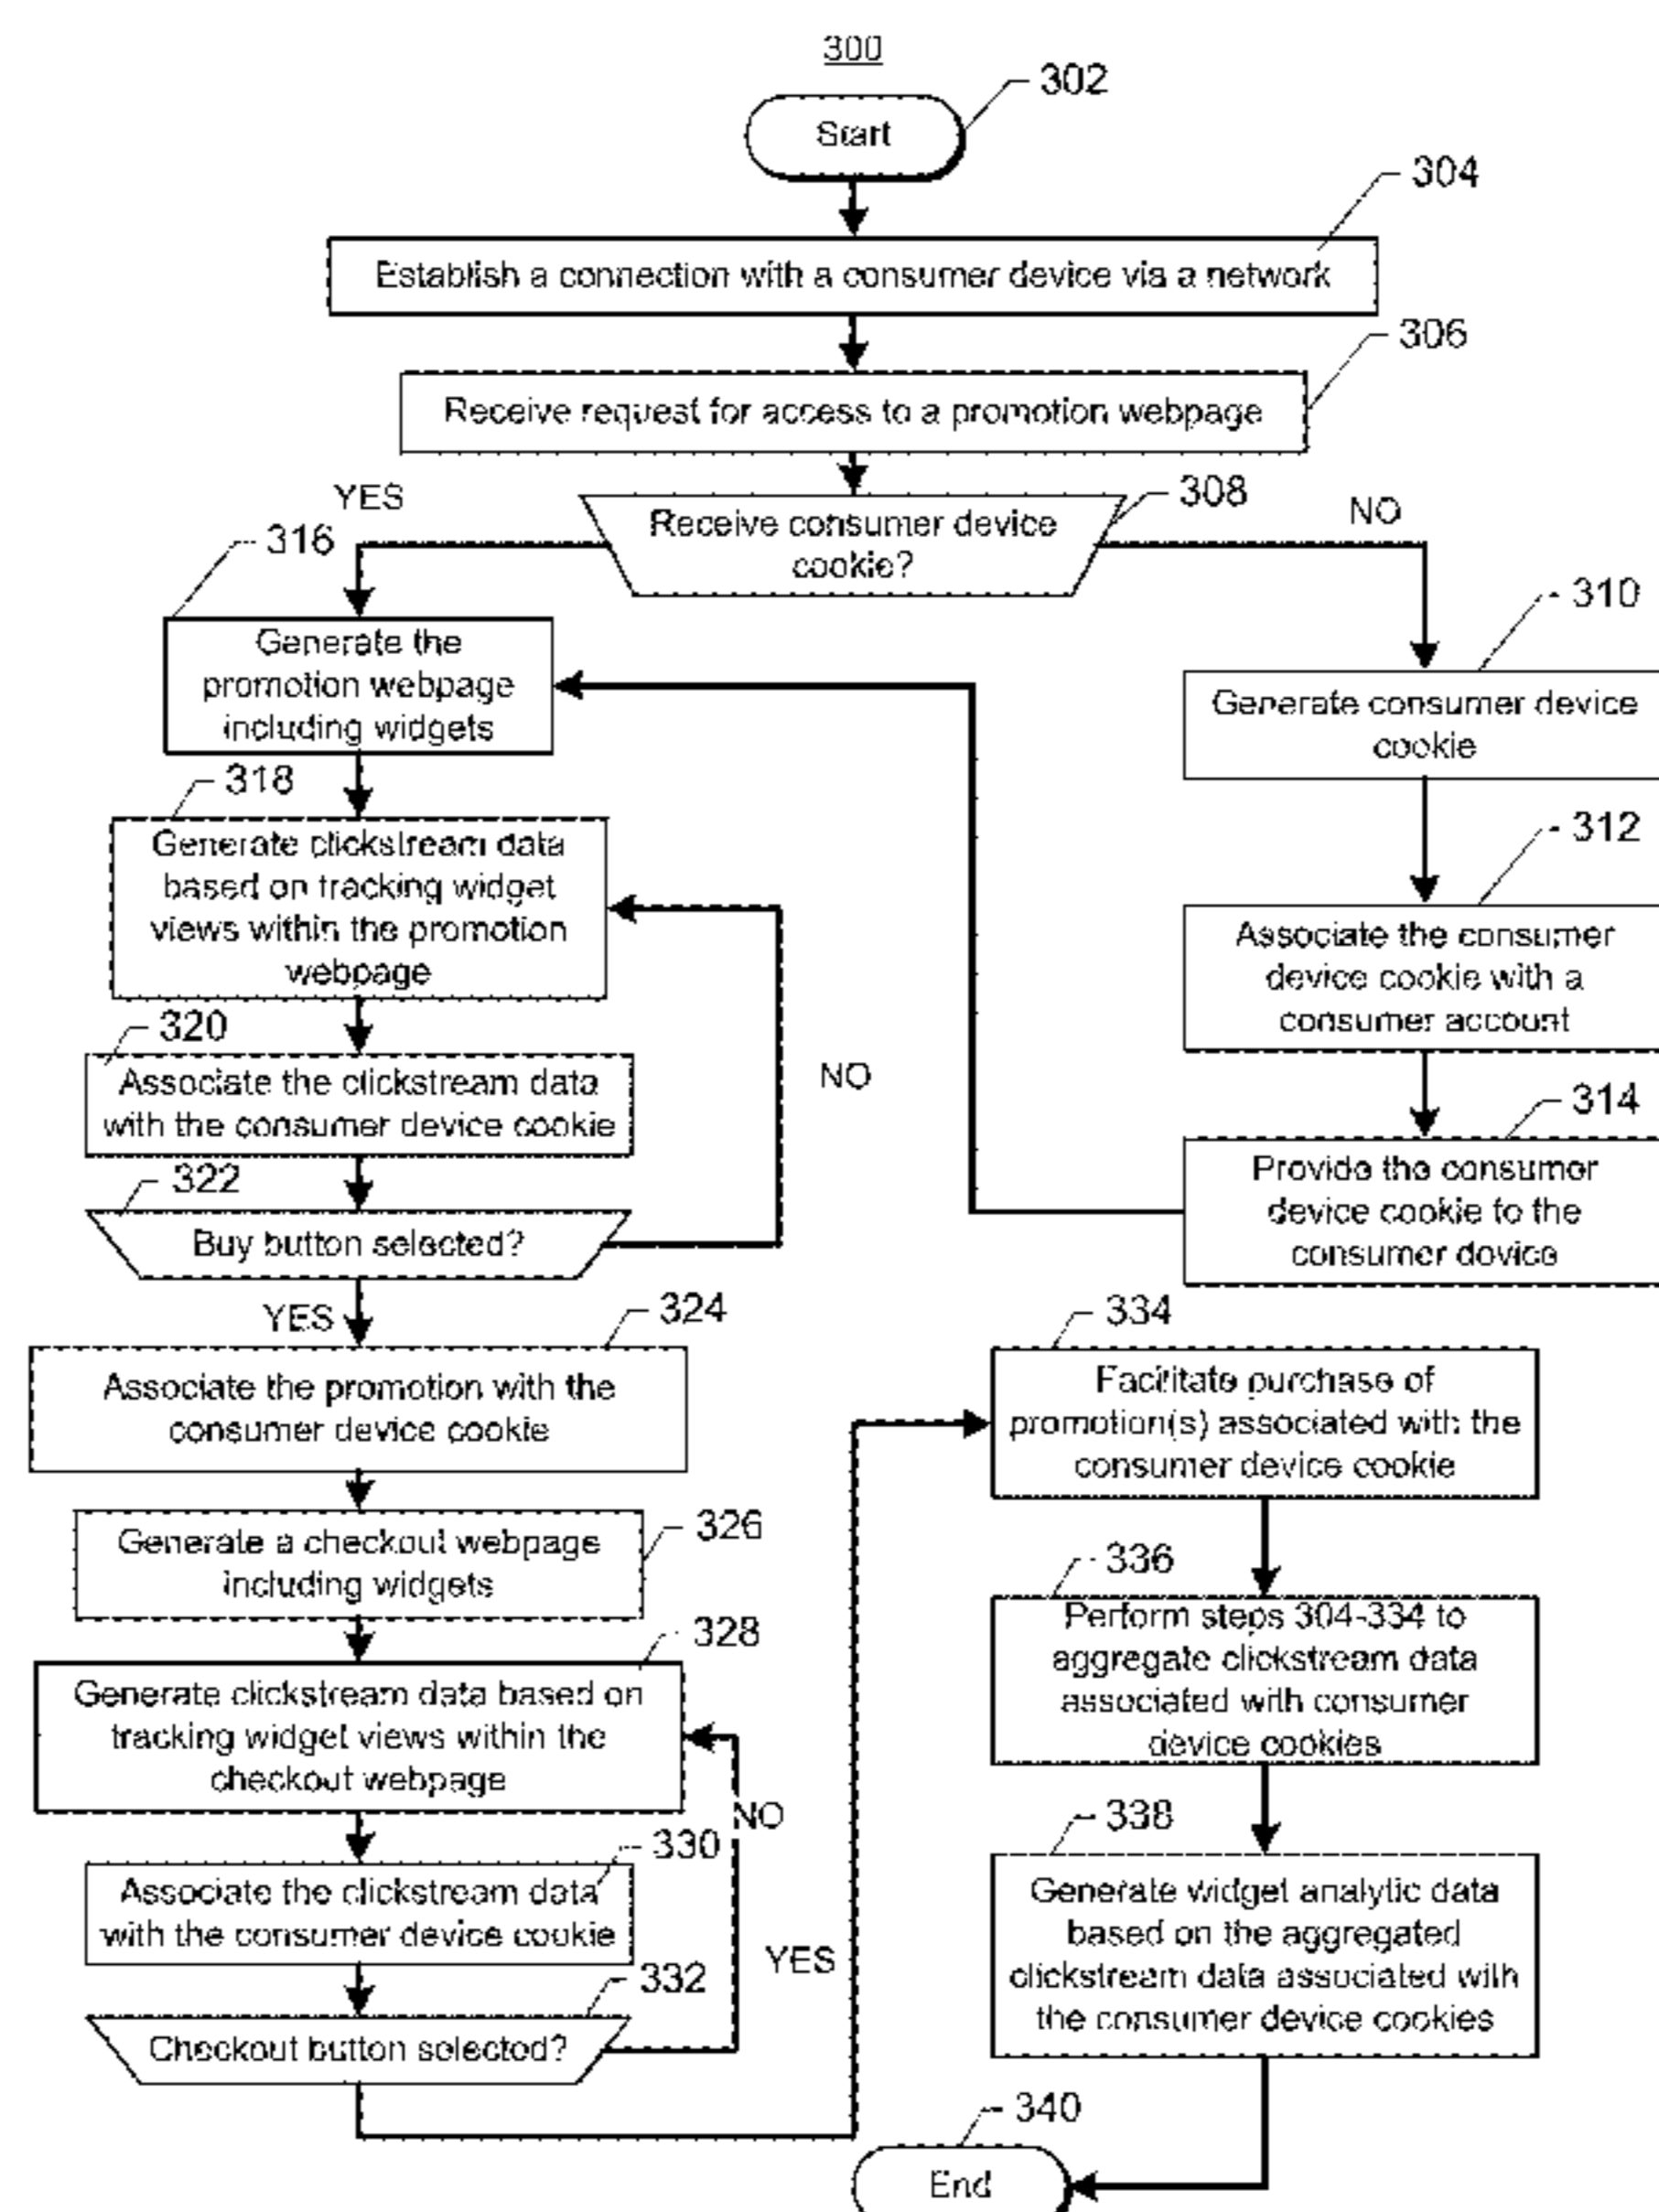 300
302
Start
304
Establish a connection with a consumer device via a network
306
Receive request for access to a promotion webpage
308
YES
NO
Receive consumer device
cookie?
316
310
Generate the
promotion webpage
including widgets
Generate consumer device
cookie
318
312
Generate clickstream data
based on tracking widget
views within the promotion
webpage
Associate the consumer
device cookie with a
consumer account
320
NO
314
Associate the clickstream data
with the consumer device cookie
Provide the consumer
device cookie to the
consumer device
322
Buy button selected?
YES
324
334
Associate the promotion with the
consumer device cookie
Facilitate purchase of
promotion(s) associated with the
consumer device cookie
326
336
Generate a checkout webpage
including widgets
Perform steps 304-334 to
aggregate clickstream data
associated with consumer
device cookies
328
Generate clickstream data based on
tracking widget views within the
checkout webpage
NO
338
330
Associate the clickstream data
with the consumer device cookie
Generate widget analytic data
based on the aggregated
clickstream data associated with
the consumer device cookies
YES
332
Checkout button selected?
340
End